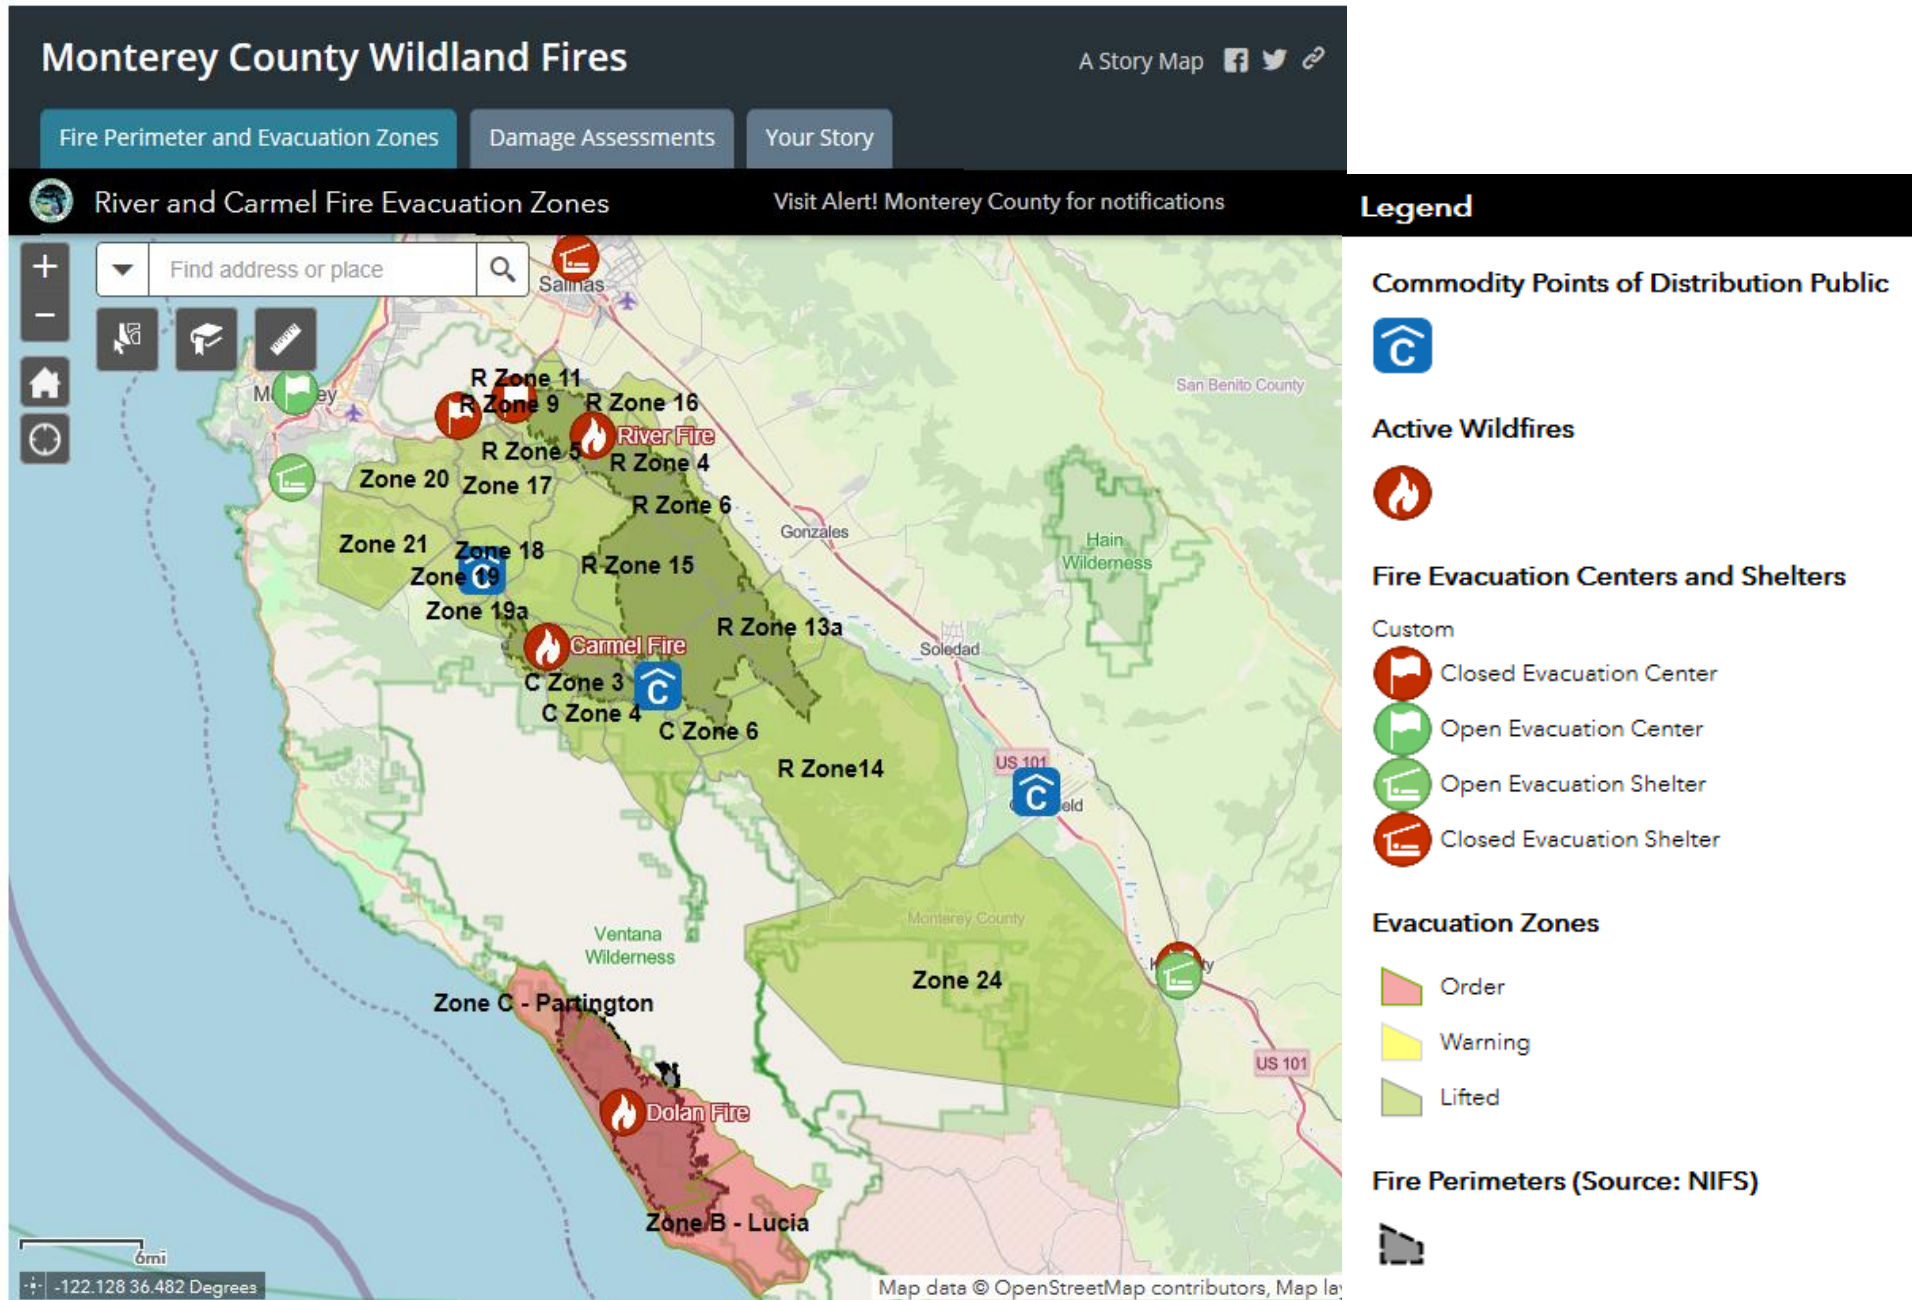 Monterey County Wildland Fires
A Story Map
Fire Perimeter and Evacuation Zones
Damage Assessments
Your Story
River and Carmel Fire Evacuation Zones
Visit Alert! Monterey County for notifications
Find address or place
Salinas
R Zone 11
R Zone 9
R Zone 16
River Fire
R Zone 5
R Zone 4
Zone 20
Zone 17
R Zone 6
San Benito County
Gonzales
Hain
Wilderness
Zone 21
Zone 18
R Zone 15
Zone 19
Zone 19a
R Zone 13a
Soledad
Carmel Fire
C Zone 3
C
C Zone 4
C Zone 6
R Zone14
US 101
C
Monterey County
Ventana
Wilderness
Zone 24
Zone C - Partington
Dolan Fire
US 101
Zone B - Lucia
6mi
-122.128 36.482 Degrees
Map data © OpenStreetMap contributors, Map la
Legend
Commodity Points of Distribution Public
C
Active Wildfires
Fire Evacuation Centers and Shelters
Custom
Closed Evacuation Center
Open Evacuation Center
Open Evacuation Shelter
Closed Evacuation Shelter
Evacuation Zones
Order
Warning
Lifted
Fire Perimeters (Source: NIFS)